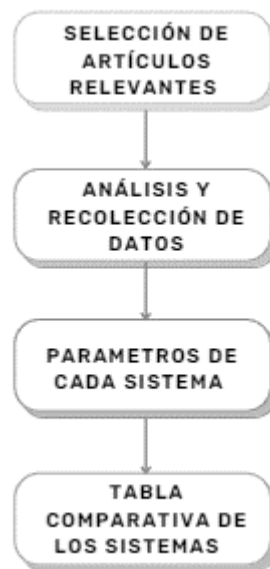 SELECCIÓN DE
ARTÍCULOS
RELEVANTES
ANÁLISIS Y
RECOLECCIÓN DE
DATOS
PARAMETROS DE
CADA SISTEMA
TABLA
COMPARATIVA DE
LOS SISTEMAS